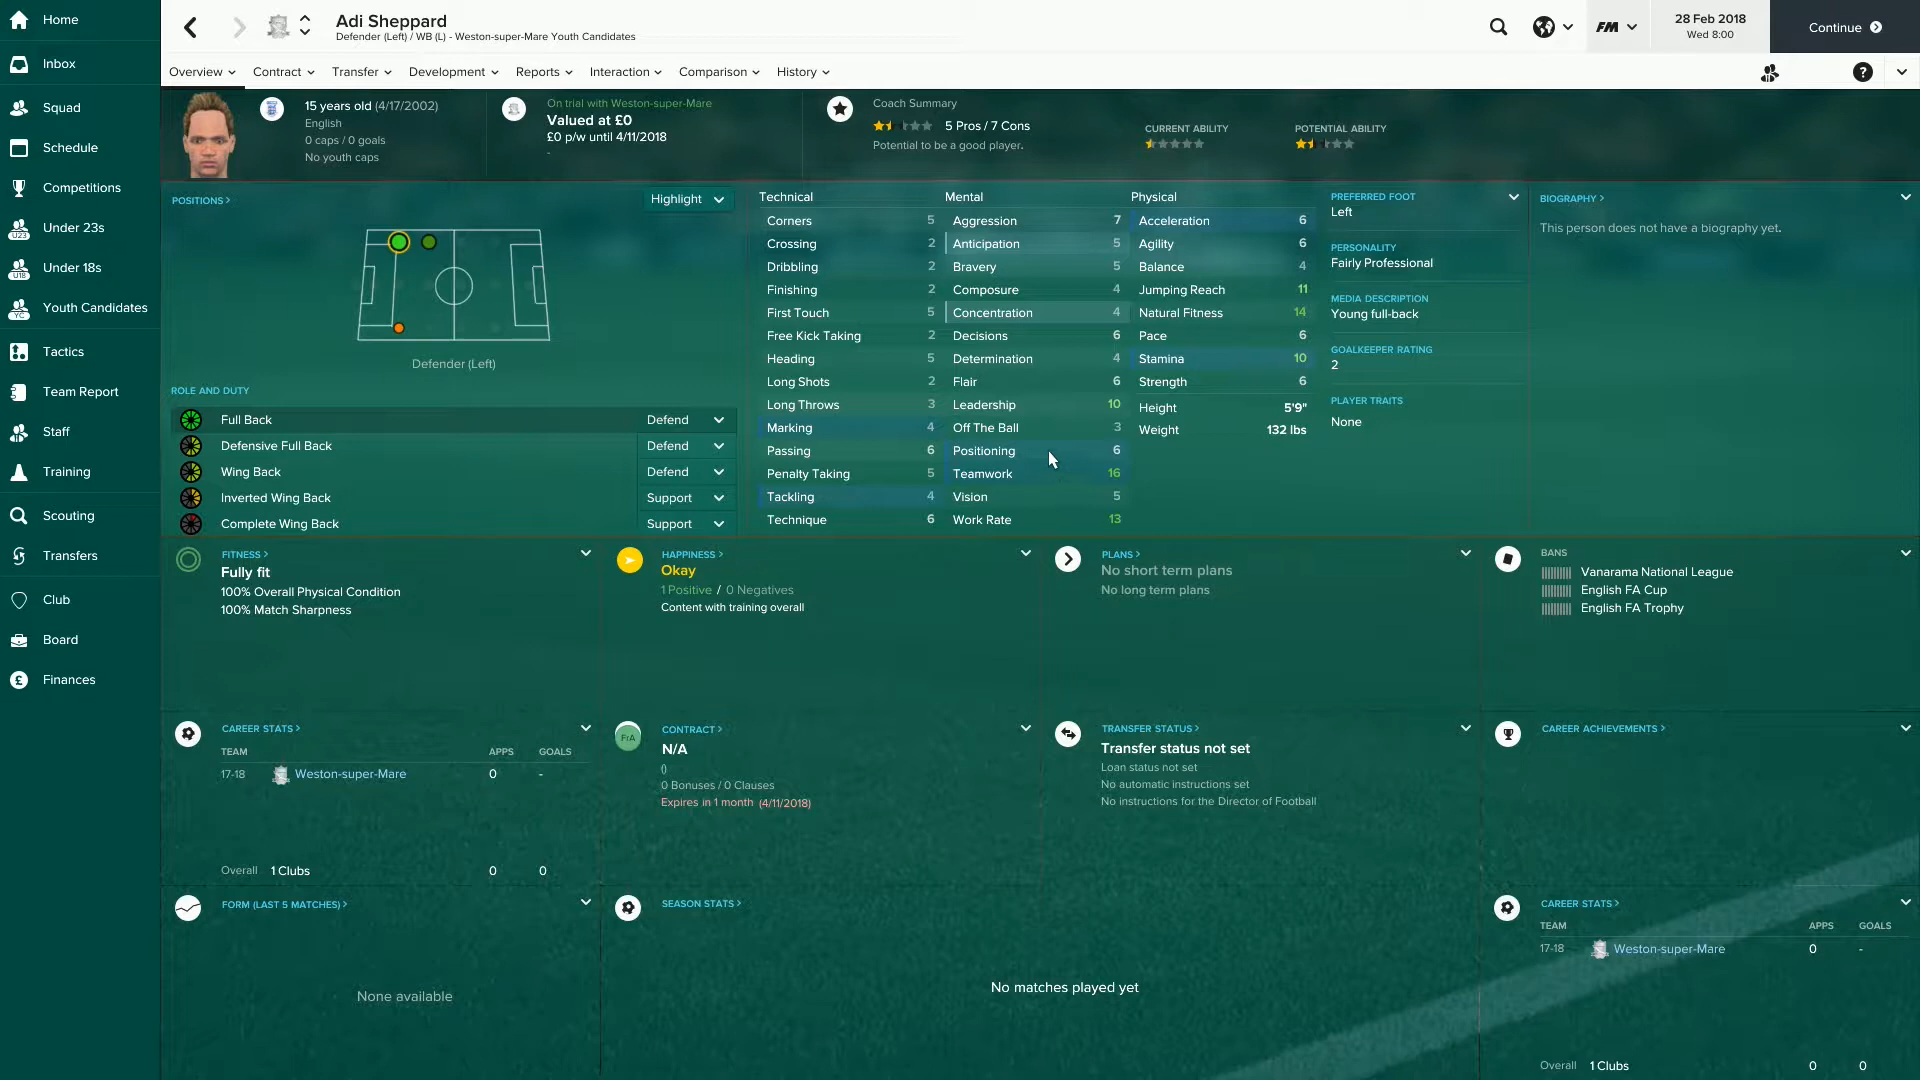 Home
Inbox
Squad
Schedule
Competitions
Under 23s
Under 18s
Youth Candidates
Tactics
Team Report
Staff
Training
Scouting
Transfers
Club
Board
Finances
Adi Sheppard
Defender (Left) / WB (L) - Weston-super-Mare Youth Candidates
FM
28 Feb 2018
Wed 8:00
Continue
Overview Contract Transfer Development Reports Interaction Comparison History
15 years old (4/17/2002)
English
0 caps / 0 goals
No youth caps
On trial with Weston-super-Mare
Valued at £0
£0 p/w until 4/11/2018
-
Coach Summary
5 Pros / 7 Cons
Potential to be a good player.
CURRENT ABILITY
POTENTIAL ABILITY
POSITIONS >
Highlight
Defender (Left)
ROLE AND DUTY
Full Back Defend
Defensive Full Back Defend
Wing Back Defend
Inverted Wing Back Support
Complete Wing Back Support
Technical
Corners 5
Crossing 2
Dribbling 2
Finishing 2
First Touch 5
Free Kick Taking 2
Heading 5
Long Shots 2
Long Throws 3
Marking 4
Passing 6
Penalty Taking 5
Tackling 4
Technique 6
Mental
Aggression 7
Anticipation 5
Bravery 5
Composure 4
Concentration 4
Decisions 6
Determination 4
Flair 6
Leadership 10
Off The Ball 3
Positioning 6
Teamwork 16
Vision 5
Work Rate 13
Physical
Acceleration 6
Agility 6
Balance 4
Jumping Reach 11
Natural Fitness 14
Pace 6
Stamina 10
Strength 6
Height 5'9"
Weight 132 lbs
PREFERRED FOOT
Left
PERSONALITY
Fairly Professional
MEDIA DESCRIPTION
Young full-back
GOALKEEPER RATING
2
PLAYER TRAITS
None
BIOGRAPHY >
This person does not have a biography yet.
FITNESS >
Fully fit
100% Overall Physical Condition
100% Match Sharpness
HAPPINESS >
Okay
1 Positive / 0 Negatives
Content with training overall
PLANS >
No short term plans
No long term plans
BANS
Vanarama National League
English FA Cup
English FA Trophy
CAREER STATS >
TEAM APPS GOALS
17-18 Weston-super-Mare 0 -
Overall 1 Clubs 0 0
FrA
CONTRACT >
N/A
()
0 Bonuses / 0 Clauses
Expires in 1 month (4/11/2018)
TRANSFER STATUS >
Transfer status not set
Loan status not set
No automatic instructions set
No instructions for the Director of Football
CAREER ACHIEVEMENTS >
FORM (LAST 5 MATCHES) >
None available
SEASON STATS >
No matches played yet
CAREER STATS >
TEAM APPS GOALS
17-18 Weston-super-Mare 0 -
Overall 1 Clubs 0 0